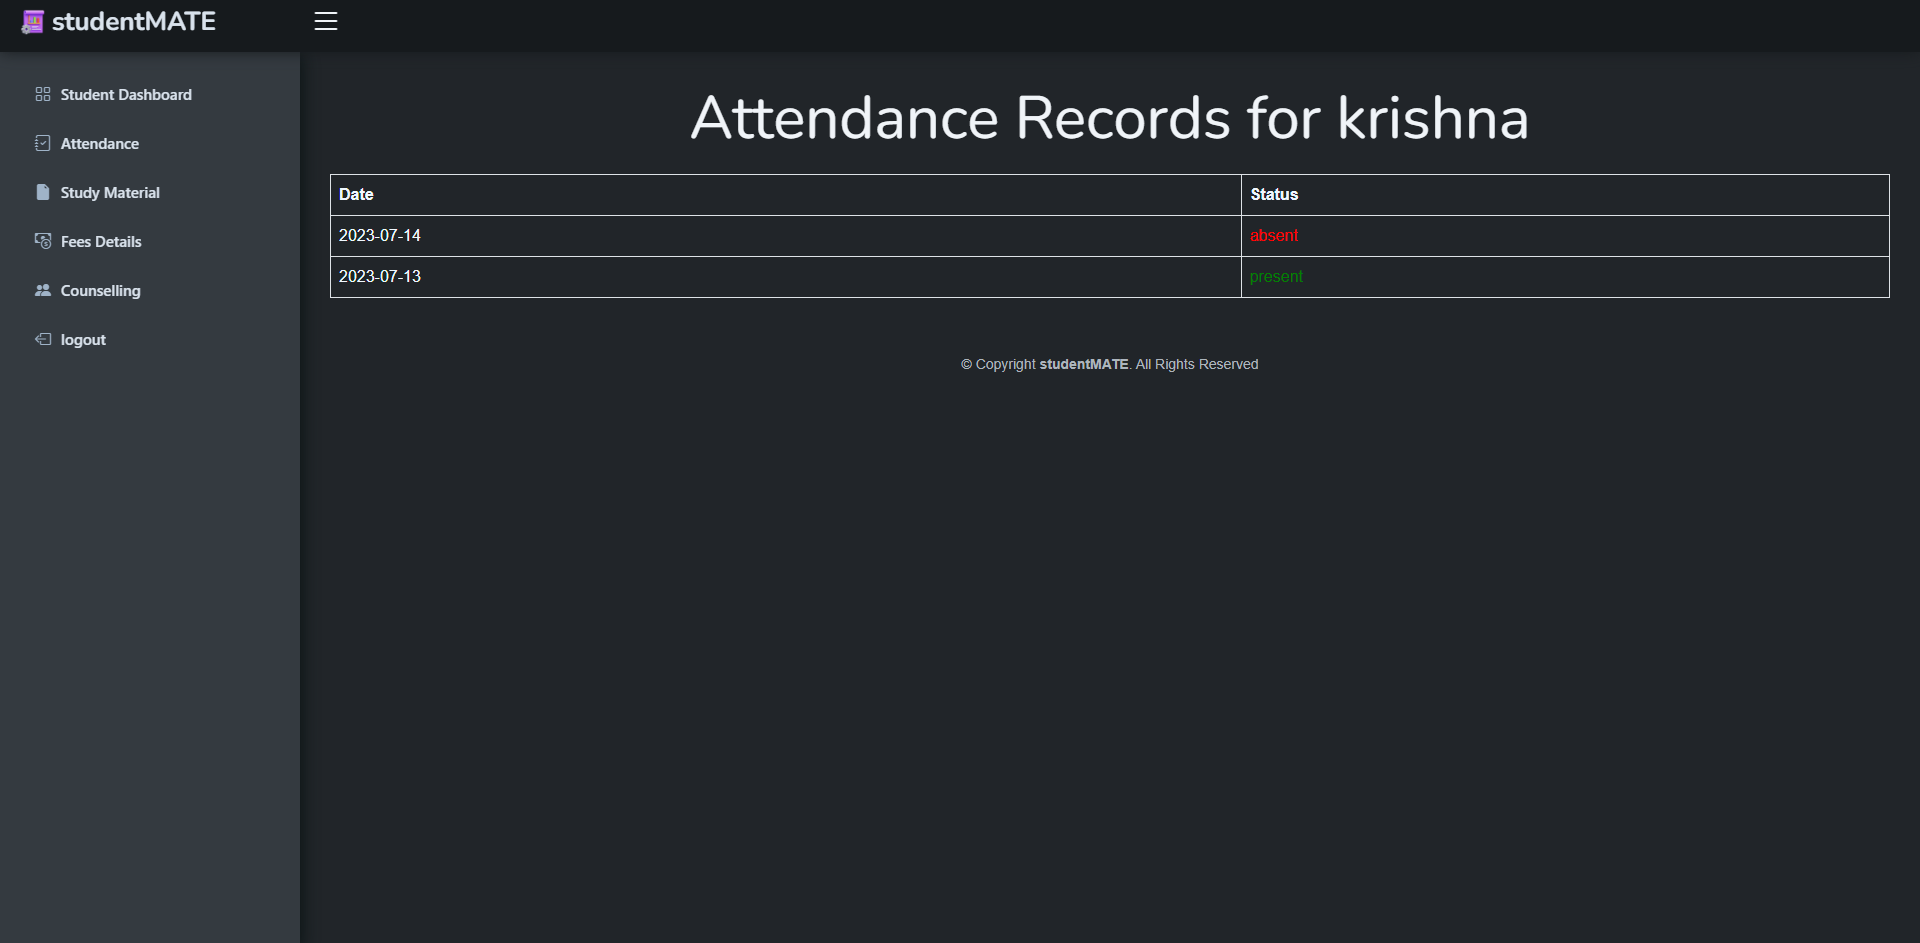 studentMATE
Student Dashboard
Attendance
Study Material
Fees Details
Counselling
logout
Attendance Records for krishna
Date Status
2023-07-14 absent
2023-07-13 present
© Copyright studentMATE. All Rights Reserved